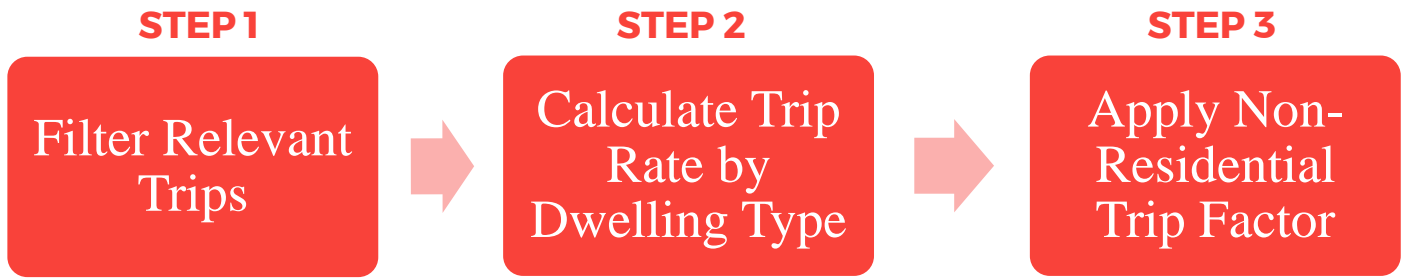 STEP 1
Filter Relevant
Trips
STEP 2
Calculate Trip
Rate by
Dwelling Type
STEP 3
Apply Non-
Residential
Trip Factor